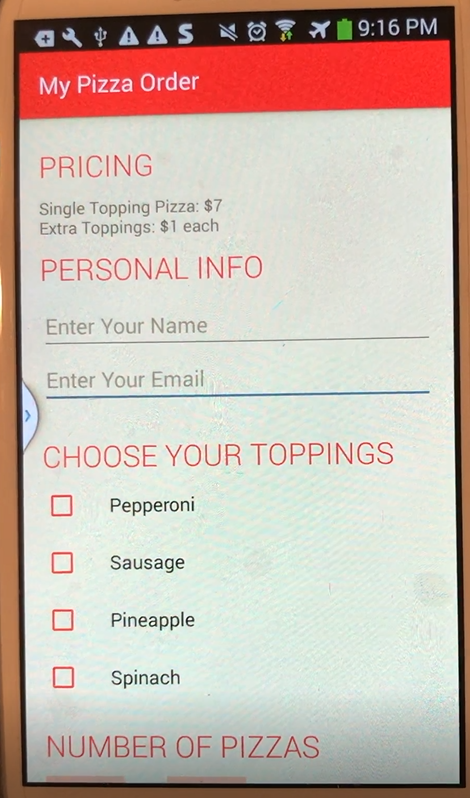 9:16 PM
My Pizza Order
PRICING
Single Topping Pizza: $7
Extra Toppings: $1 each
PERSONAL INFO
Enter Your Name
Enter Your Email
CHOOSE YOUR TOPPINGS
Pepperoni
Sausage
Pineapple
Spinach
NUMBER OF PIZZAS